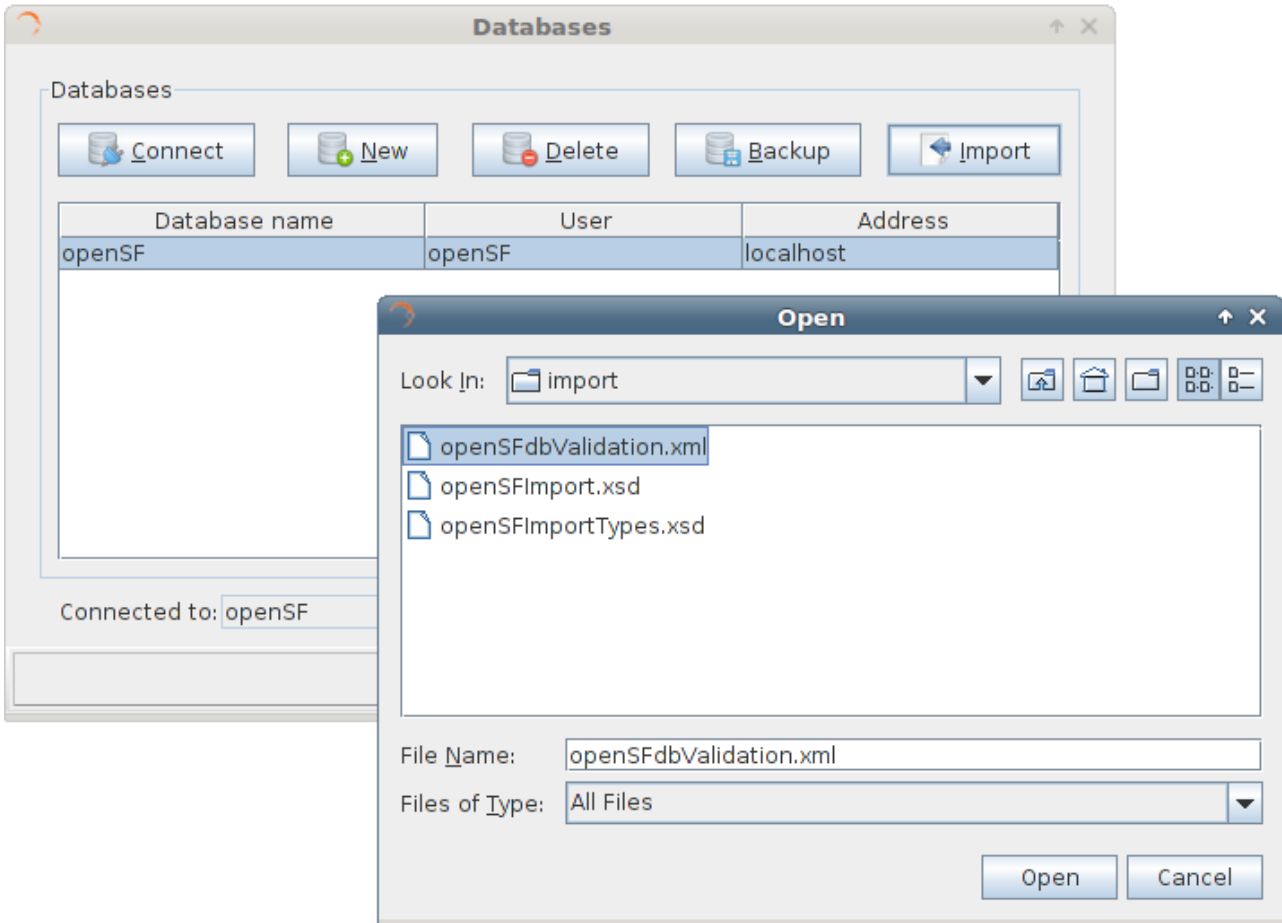 Databases
Databases
Connect New Delete Backup Import
Database name User Address
openSF openSF localhost
Connected to: openSF
Open
Look In: import
openSFdbValidation.xml
openSFImport.xsd
openSFImportTypes.xsd
File Name: openSFdbValidation.xml
Files of Type: All Files
Open Cancel